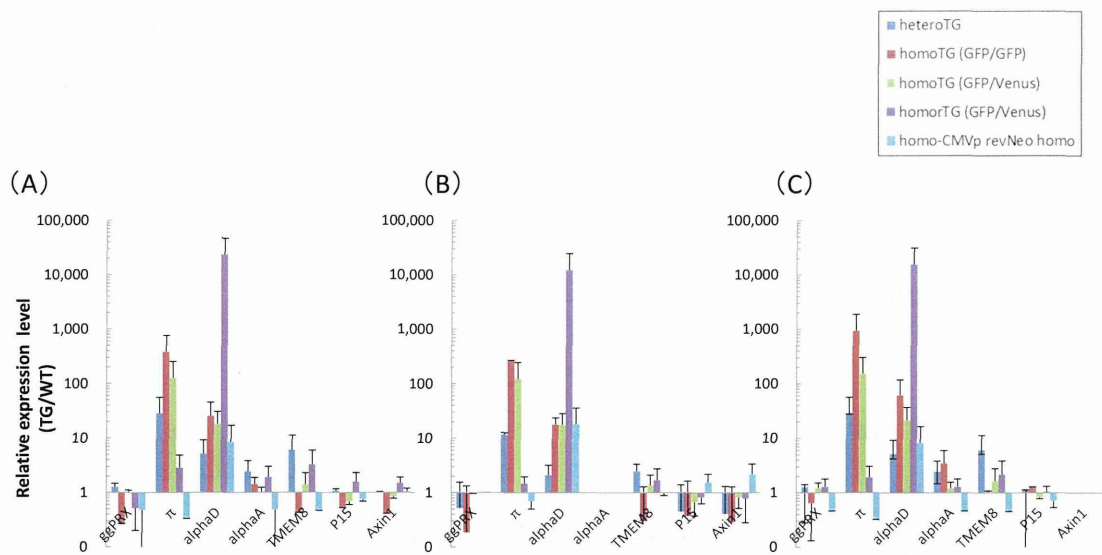 heteroTG
homoTG (GFP/GFP)
homoTG (GFP/Venus)
homorTG (GFP/Venus)
homo-CMVp revNeo homo
(A)
(B)
(C)
Relative expression level
(TG/WT)
100,000
10,000
1,000
100
10
1
0
ggPRX
π
alphaD
alphaA
TMEM8
P15
Axin1
100,000
10,000
1,000
100
10
1
0
ggPRX
π
alphaD
alphaA
TMEM8
P15
Axin1
100,000
10,000
1,000
100
10
1
0
ggPRX
π
alphaD
alphaA
TMEM8
P15
Axin1